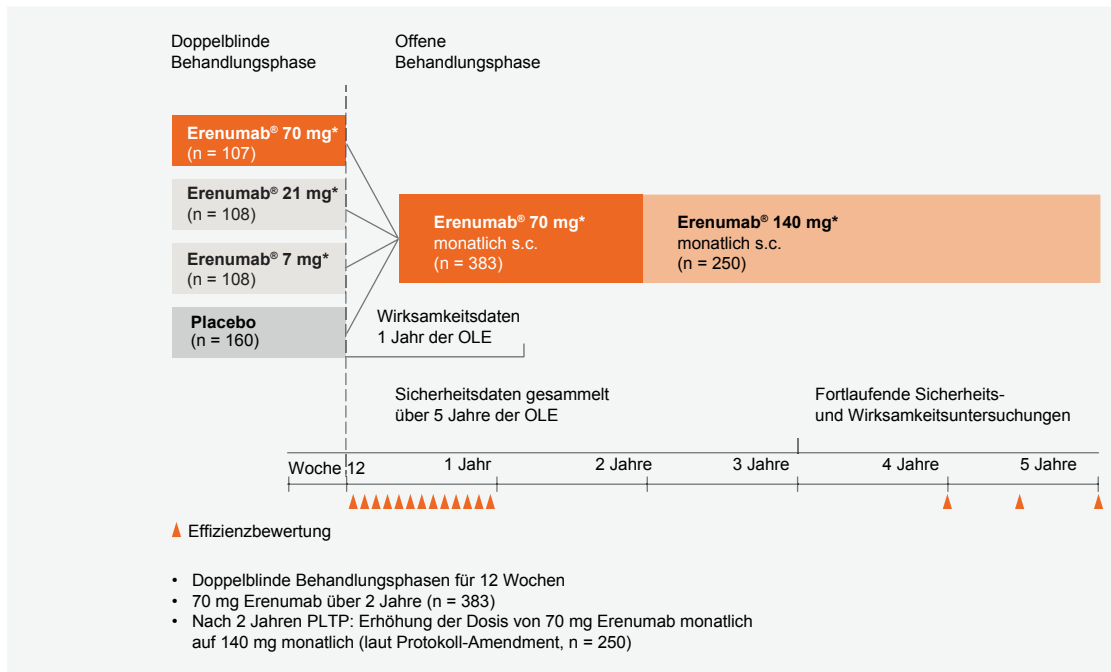 Doppelblinde
Behandlungsphase
Offene
Behandlungsphase
Erenumab® 70 mg*
(n = 107)
Erenumab® 21 mg*
(n = 108)
Erenumab® 7 mg*
(n = 108)
Placebo
(n = 160)
Erenumab® 70 mg*
monatlich s.c.
(n = 383)
Erenumab® 140 mg*
monatlich s.c.
(n = 250)
Wirksamkeitsdaten
1 Jahr der OLE
Sicherheitsdaten gesammelt
über 5 Jahre der OLE
Fortlaufende Sicherheits-
und Wirksamkeitsuntersuchungen
Woche 12 1 Jahr 2 Jahre 3 Jahre 4 Jahre 5 Jahre
Effizienzbewertung
• Doppelblinde Behandlungsphasen für 12 Wochen
• 70 mg Erenumab über 2 Jahre (n = 383)
• Nach 2 Jahren PLTP: Erhöhung der Dosis von 70 mg Erenumab monatlich
auf 140 mg monatlich (laut Protokoll-Amendment, n = 250)